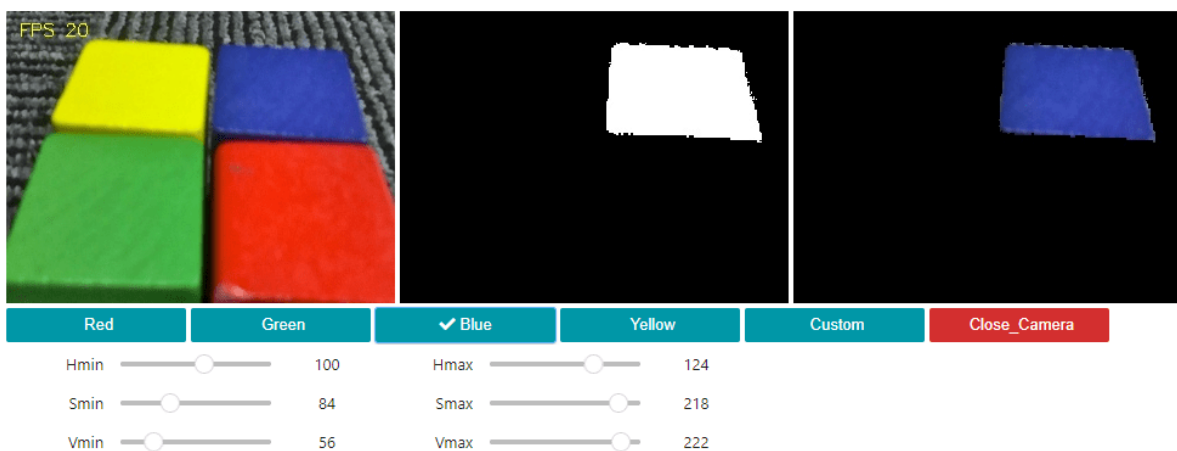 FPS 20
Red Green Blue Yellow Custom Close_Camera
Hmin 100 Hmax 124
Smin 84 Smax 218
Vmin 56 Vmax 222